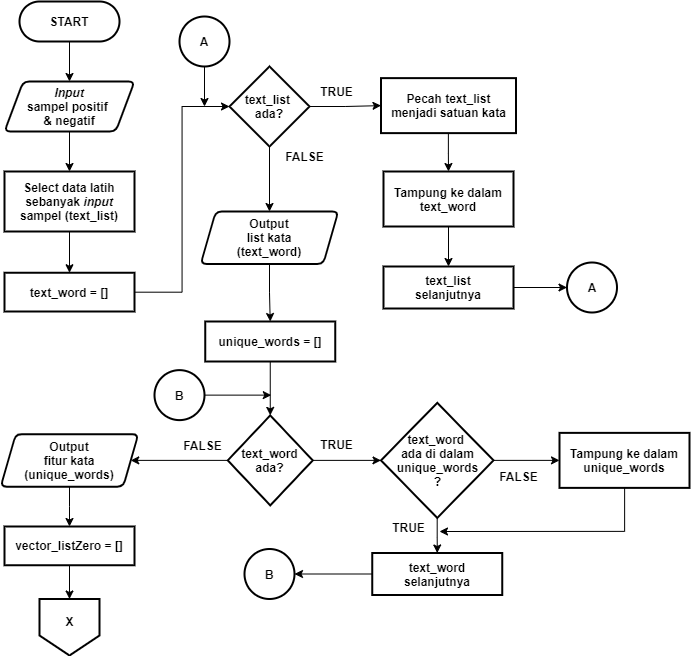 START
Input
sampel positif
& negatif
Select data latih
sebanyak input
sampel (text_list)
text_word = []
A
text_list
ada?
TRUE
Pecah text_list
menjadi satuan kata
Tampung ke dalam
text_word
text_list
selanjutnya
A
FALSE
Output
list kata
(text_word)
unique_words = []
B
text_word
ada?
TRUE
text_word
ada di dalam
unique_words
?
FALSE
Tampung ke dalam
unique_words
TRUE
text_word
selanjutnya
B
FALSE
Output
fitur kata
(unique_words)
vector_listZero = []
X